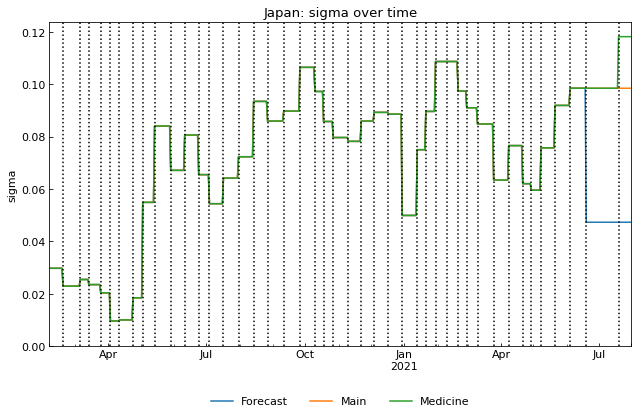 Japan: sigma over time
sigma
0.12
0.10
0.08
0.06
0.04
0.02
0.00
Apr Jul Oct Jan Apr Jul
2021
Forecast Main Medicine